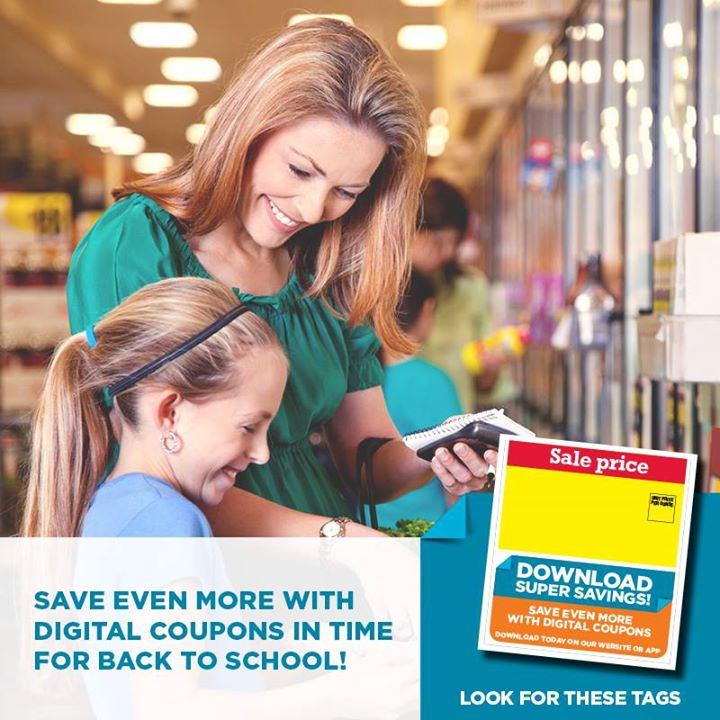 SAVE EVEN MORE WITH
DIGITAL COUPONS IN TIME
FOR BACK TO SCHOOL!
Sale price
DOWNLOAD
SUPER SAVINGS!
SAVE EVEN MORE
WITH DIGITAL COUPONS
DOWNLOAD TODAY ON OUR WEBSITE OR APP
LOOK FOR THESE TAGS